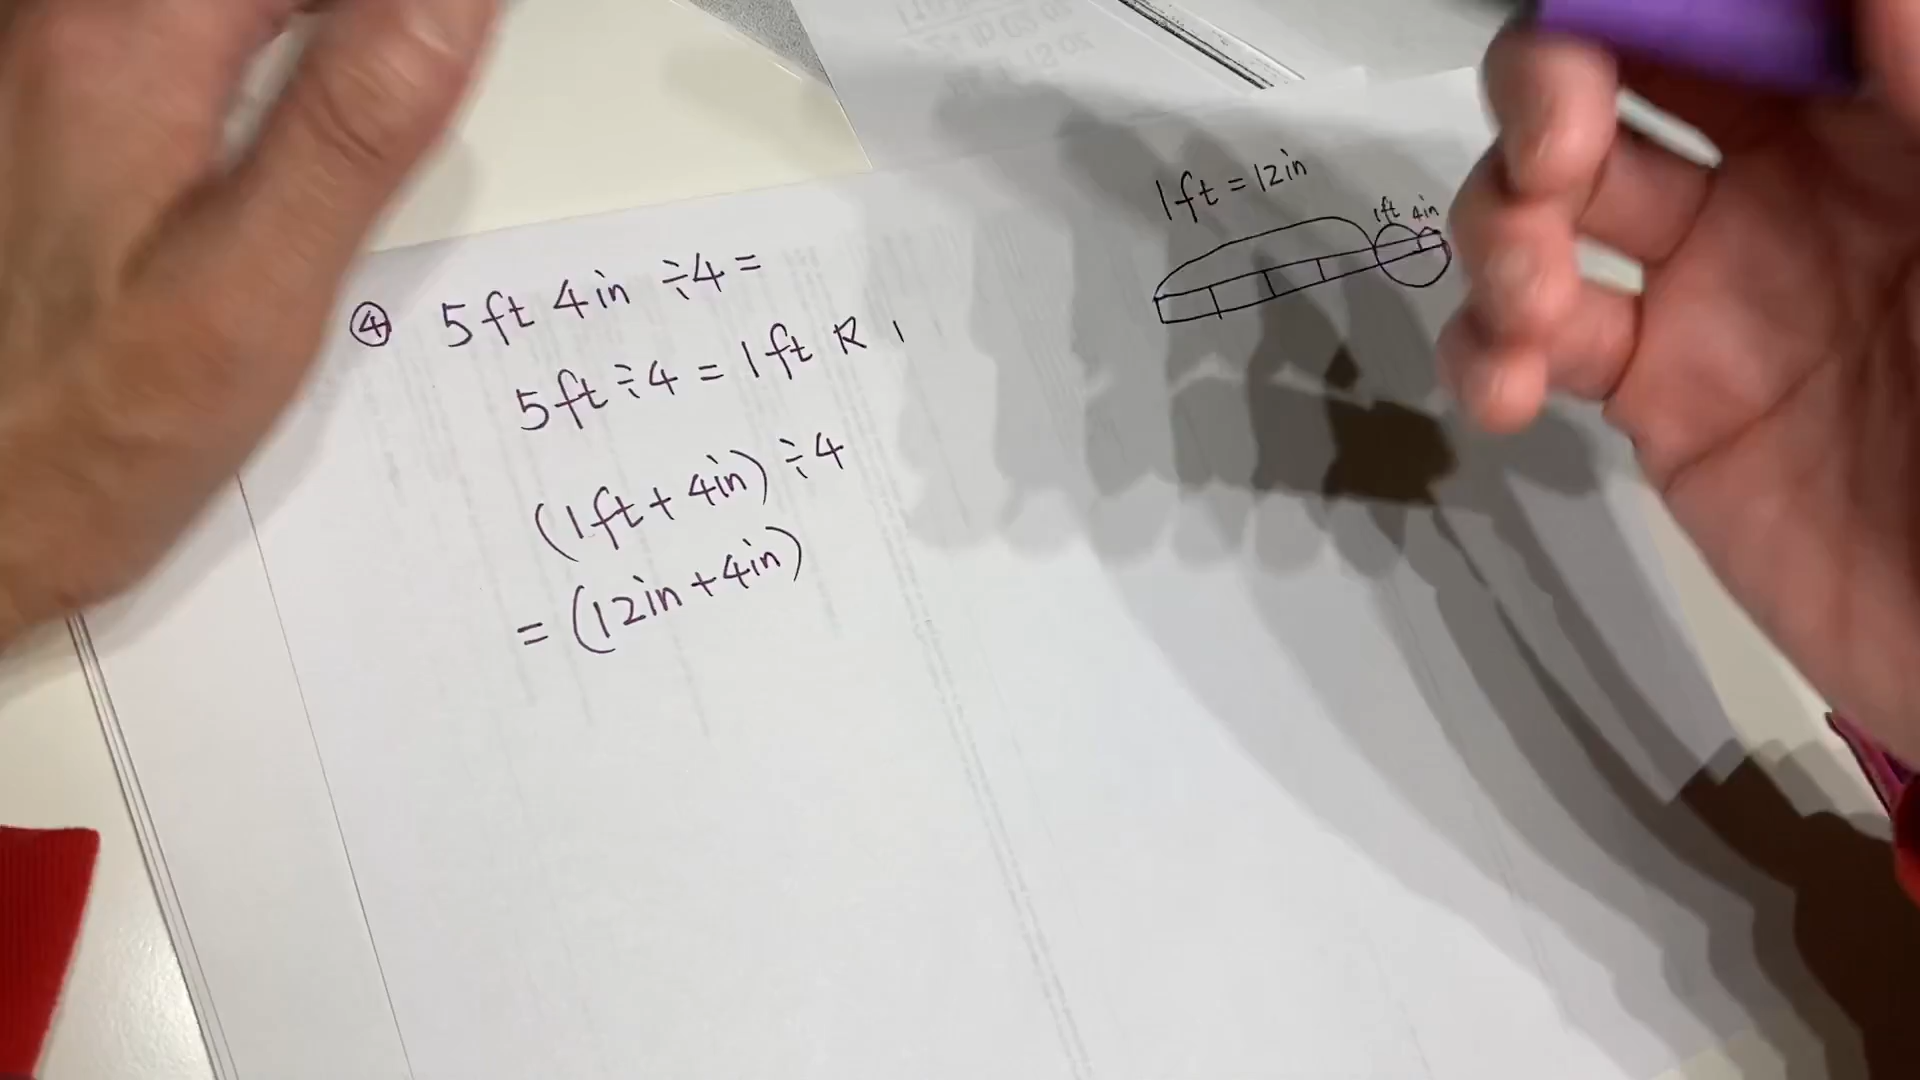 ④ 5ft 4in ÷4=
5ft÷4=1ft R 1
(1ft+4in)÷4
=(12in+4in)
1ft=12in
1ft 4in